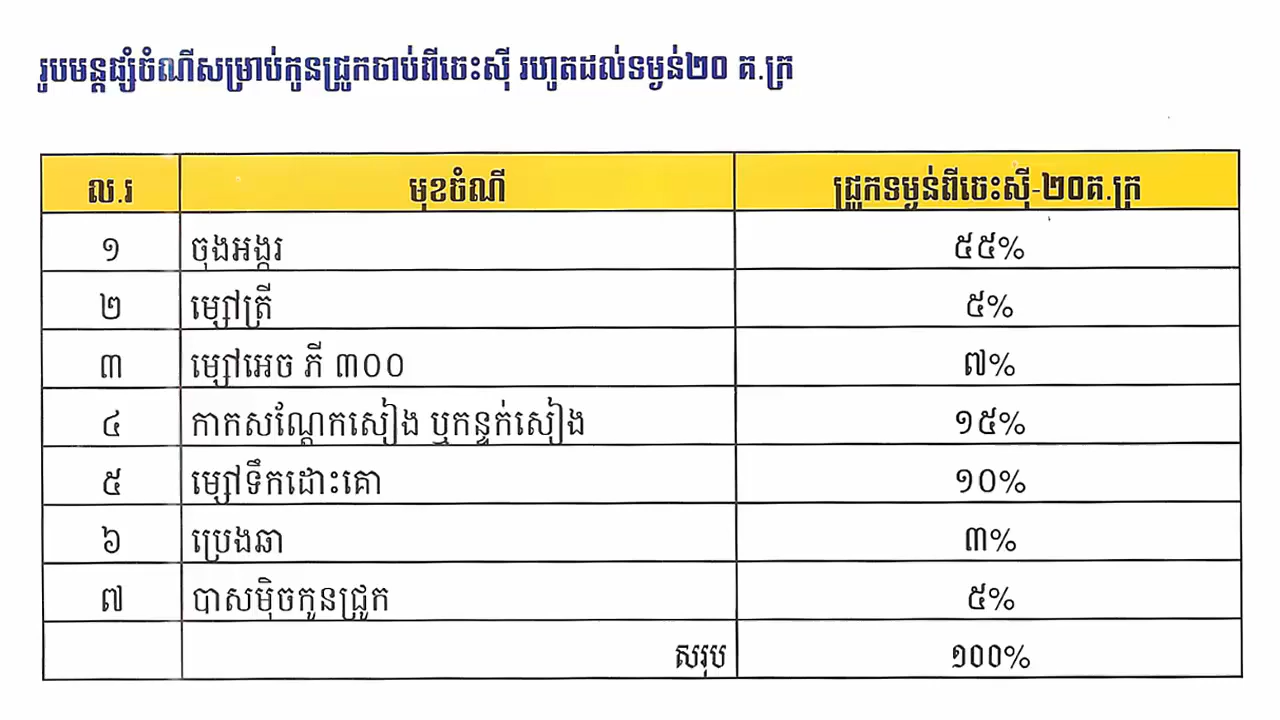 រូបមន្តផ្សំចំណីសម្រាប់កូនជ្រូកចាប់ពីចេះស៊ី រហូតដល់ទម្ងន់២០ គ.ក្រ
ល.រ មុខចំណី ជ្រូកទម្ងន់ពីចេះស៊ី-២០គ.ក្រ
១ ចុងអង្ករ ៥៥%
២ ម្សៅត្រី ៥%
៣ ម្សៅអេច ភី ៣០០ ៧%
៤ កាកសណ្ដែកសៀង ឬកន្ទក់សៀង ១៥%
៥ ម្សៅទឹកដោះគោ ១០%
៦ ប្រេងឆា ៣%
៧ បាសម៉ិចកូនជ្រូក ៥%
សរុប ១០០%